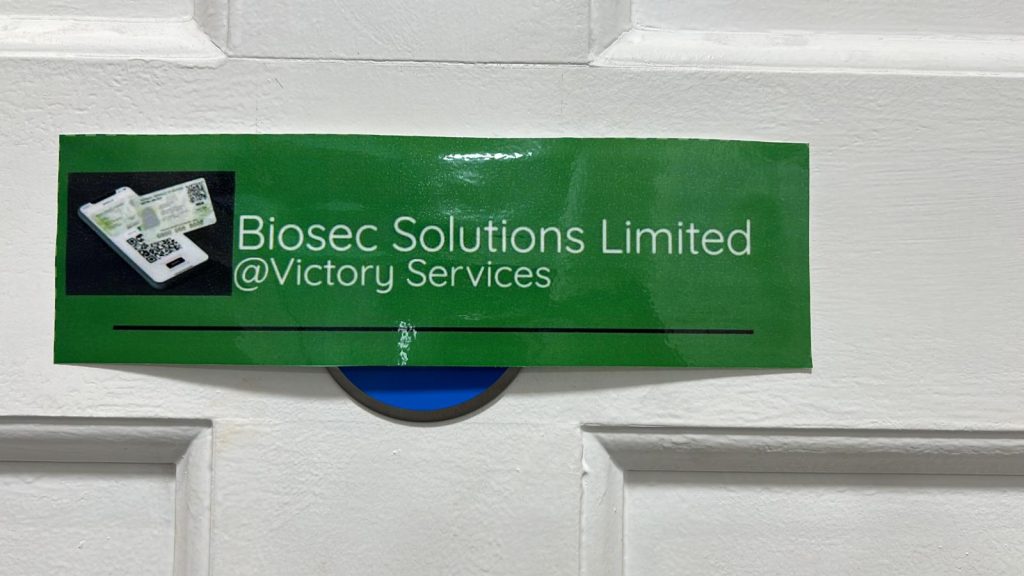 Biosec Solutions Limited
@Victory Services